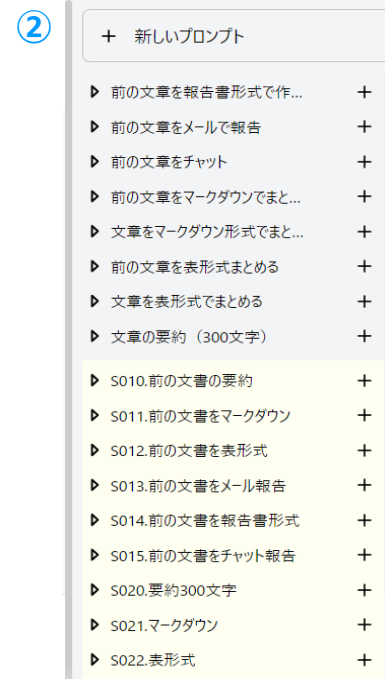 ②
+ 新しいプロンプト
前の文章を報告書形式で作... +
前の文章をメールで報告 +
前の文章をチャット +
前の文章をマークダウンでまと... +
文章をマークダウン形式でまと... +
前の文章を表形式まとめる +
文章を表形式でまとめる +
文章の要約（300文字） +
S010.前の文書の要約 +
S011.前の文書をマークダウン +
S012.前の文書を表形式 +
S013.前の文書をメール報告 +
S014.前の文書を報告書形式 +
S015.前の文書をチャット報告 +
S020.要約300文字 +
S021.マークダウン +
S022.表形式 +